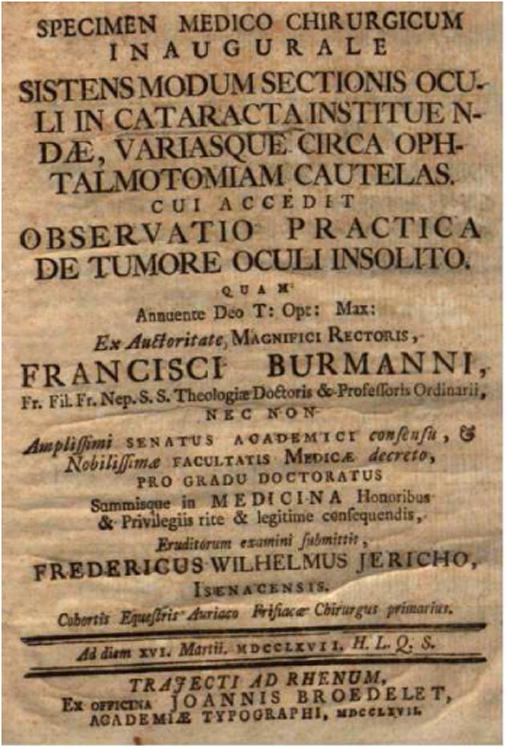 SPECIMEN MEDICO CHIRURGICUM
INAUGURALE
SISTENS MODUM SECTIONIS OCU-
LI IN CATARACTA INSTITUEN-
DÆ, VARIASQUE CIRCA OPH-
TALMOTOMIAM CAUTELAS.
CUI ACCEDIT
OBSERVATIO PRACTICA
DE TUMORE OCULI INSOLITO.
QUAM
Annuente Deo T: Opt: Max:
Ex Auctoritate, MAGNIFICI RECTORIS,
FRANCISCI BURMANNI,
Fr. Fil. Fr. Nep. S. S. Theologiæ Doctoris & Professoris Ordinarii,
NEC NON
Amplissimi SENATUS ACADEMICI consensu, &
Nobilissimæ FACULTATIS MEDICÆ decreto,
PRO GRADU DOCTORATUS
Summisque in MEDICINA Honoribus
& Privilegiis rite & legitime consequendis,
Eruditorum examini submittit,
FREDERICUS WILHELMUS JERICHO,
ISENACENSIS.
Cohortis Equestris Auriaco Frisiacæ Chirurgus primarius.
Ad diem XVI. Martii. MDCCLXVII. H. L. Q. S.
TRAJECTI AD RHENUM,
EX OFFICINA JOANNIS BROEDELET,
ACADEMIÆ TYPOGRAPHI, MDCCLXVII.